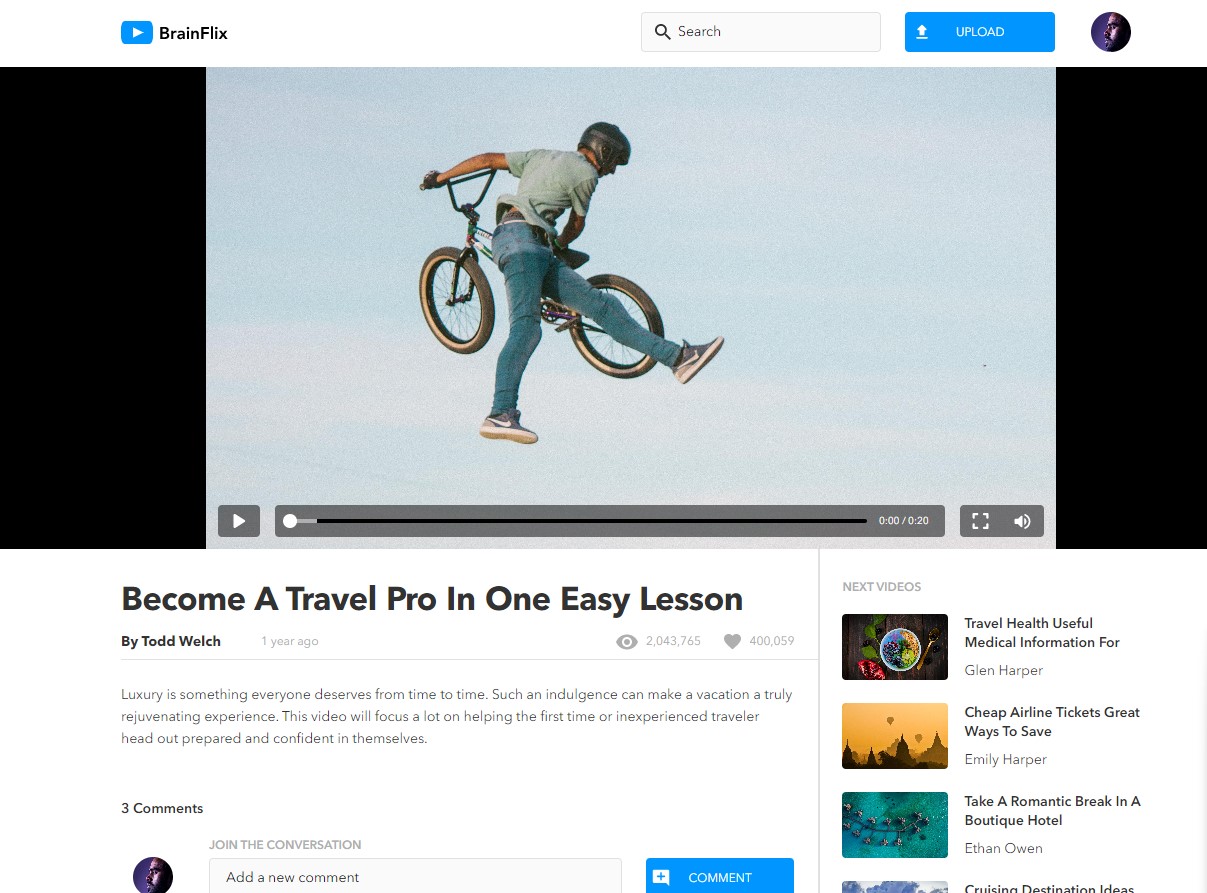 BrainFlix
Search
UPLOAD
0:00 / 0:20
Become A Travel Pro In One Easy Lesson
By Todd Welch
1 year ago
2,043,765
400,059
Luxury is something everyone deserves from time to time. Such an indulgence can make a vacation a truly
rejuvenating experience. This video will focus a lot on helping the first time or inexperienced traveler
head out prepared and confident in themselves.
3 Comments
JOIN THE CONVERSATION
Add a new comment
COMMENT
NEXT VIDEOS
Travel Health Useful
Medical Information For
Glen Harper
Cheap Airline Tickets Great
Ways To Save
Emily Harper
Take A Romantic Break In A
Boutique Hotel
Ethan Owen
Cruising Destination Ideas